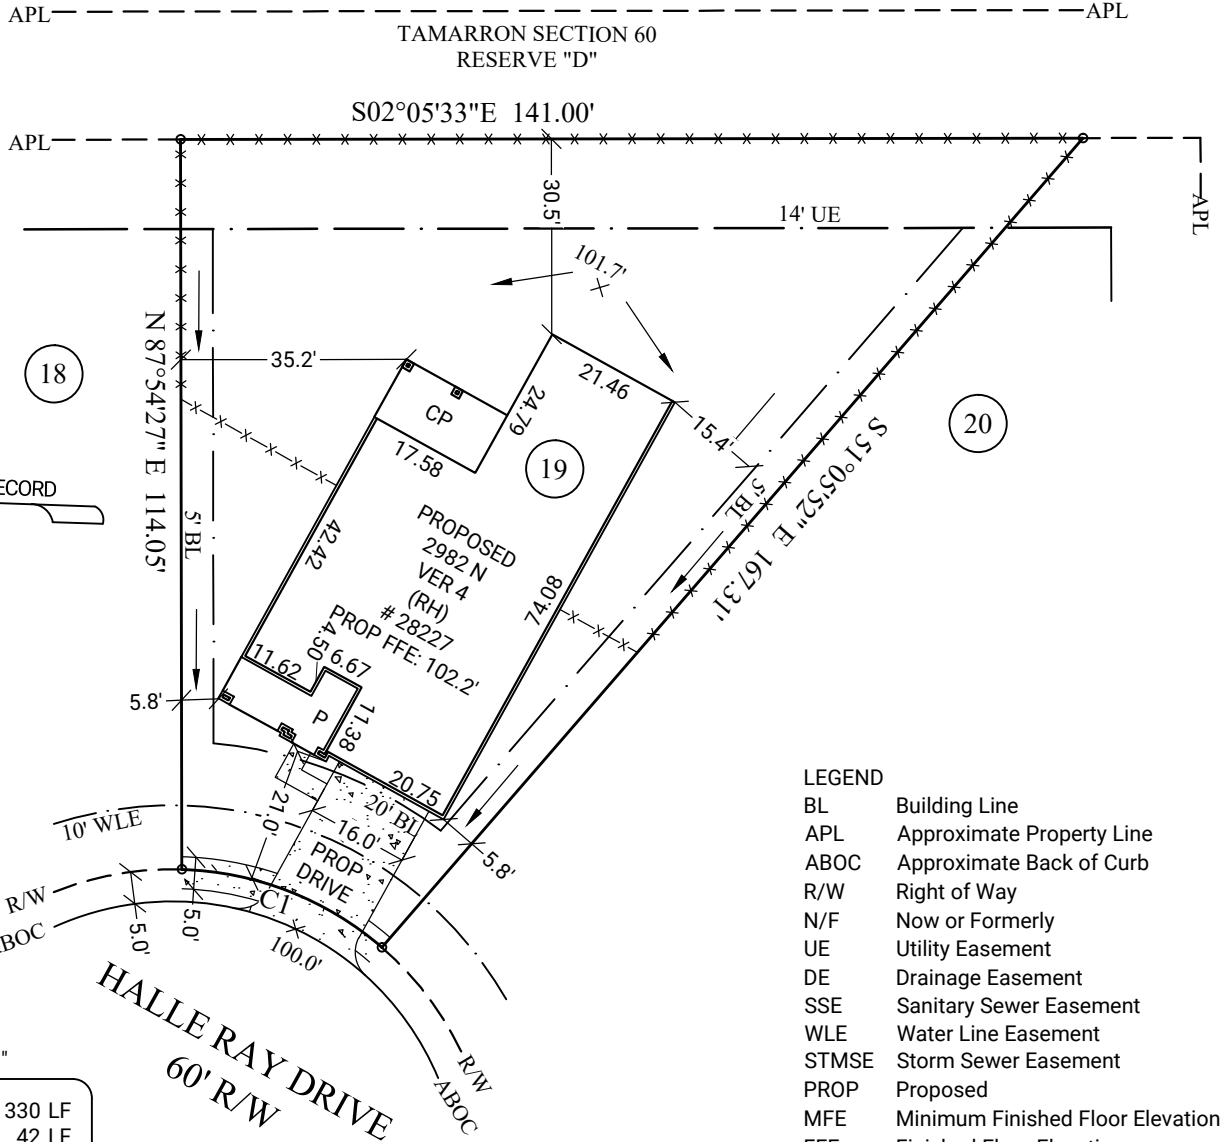 APL
APL
TAMARRON SECTION 60
RESERVE "D"
S02°05'33"E 141.00'
APL
APL
30.5'
14' UE
101.7'
18
N 87°54'27" E 114.05'
35.2'
CP
21.46
24.79
15.4'
17.58
19
20
S 51°05'52" E 167.31'
5' BL
ECORD
5' BL
42.42
PROPOSED
2982 N
VER 4
(RH)
# 28227
PROP FFE: 102.2'
74.08
4.50
11.62
6.67
5.8'
P
11.38
20.75
20' BL
21.0'
16.0'
PROP
DRIVE
5.8'
10' WLE
R/W
ABOC
5.0'
5.0'
C1
100.0'
HALLE RAY DRIVE
60' R/W
R/W
ABOC
"
330 LF
42 LF
LEGEND
BL Building Line
APL Approximate Property Line
ABOC Approximate Back of Curb
R/W Right of Way
N/F Now or Formerly
UE Utility Easement
DE Drainage Easement
SSE Sanitary Sewer Easement
WLE Water Line Easement
STMSE Storm Sewer Easement
PROP Proposed
MFE Minimum Finished Floor Elevation
FFE Finished Floor Elevation